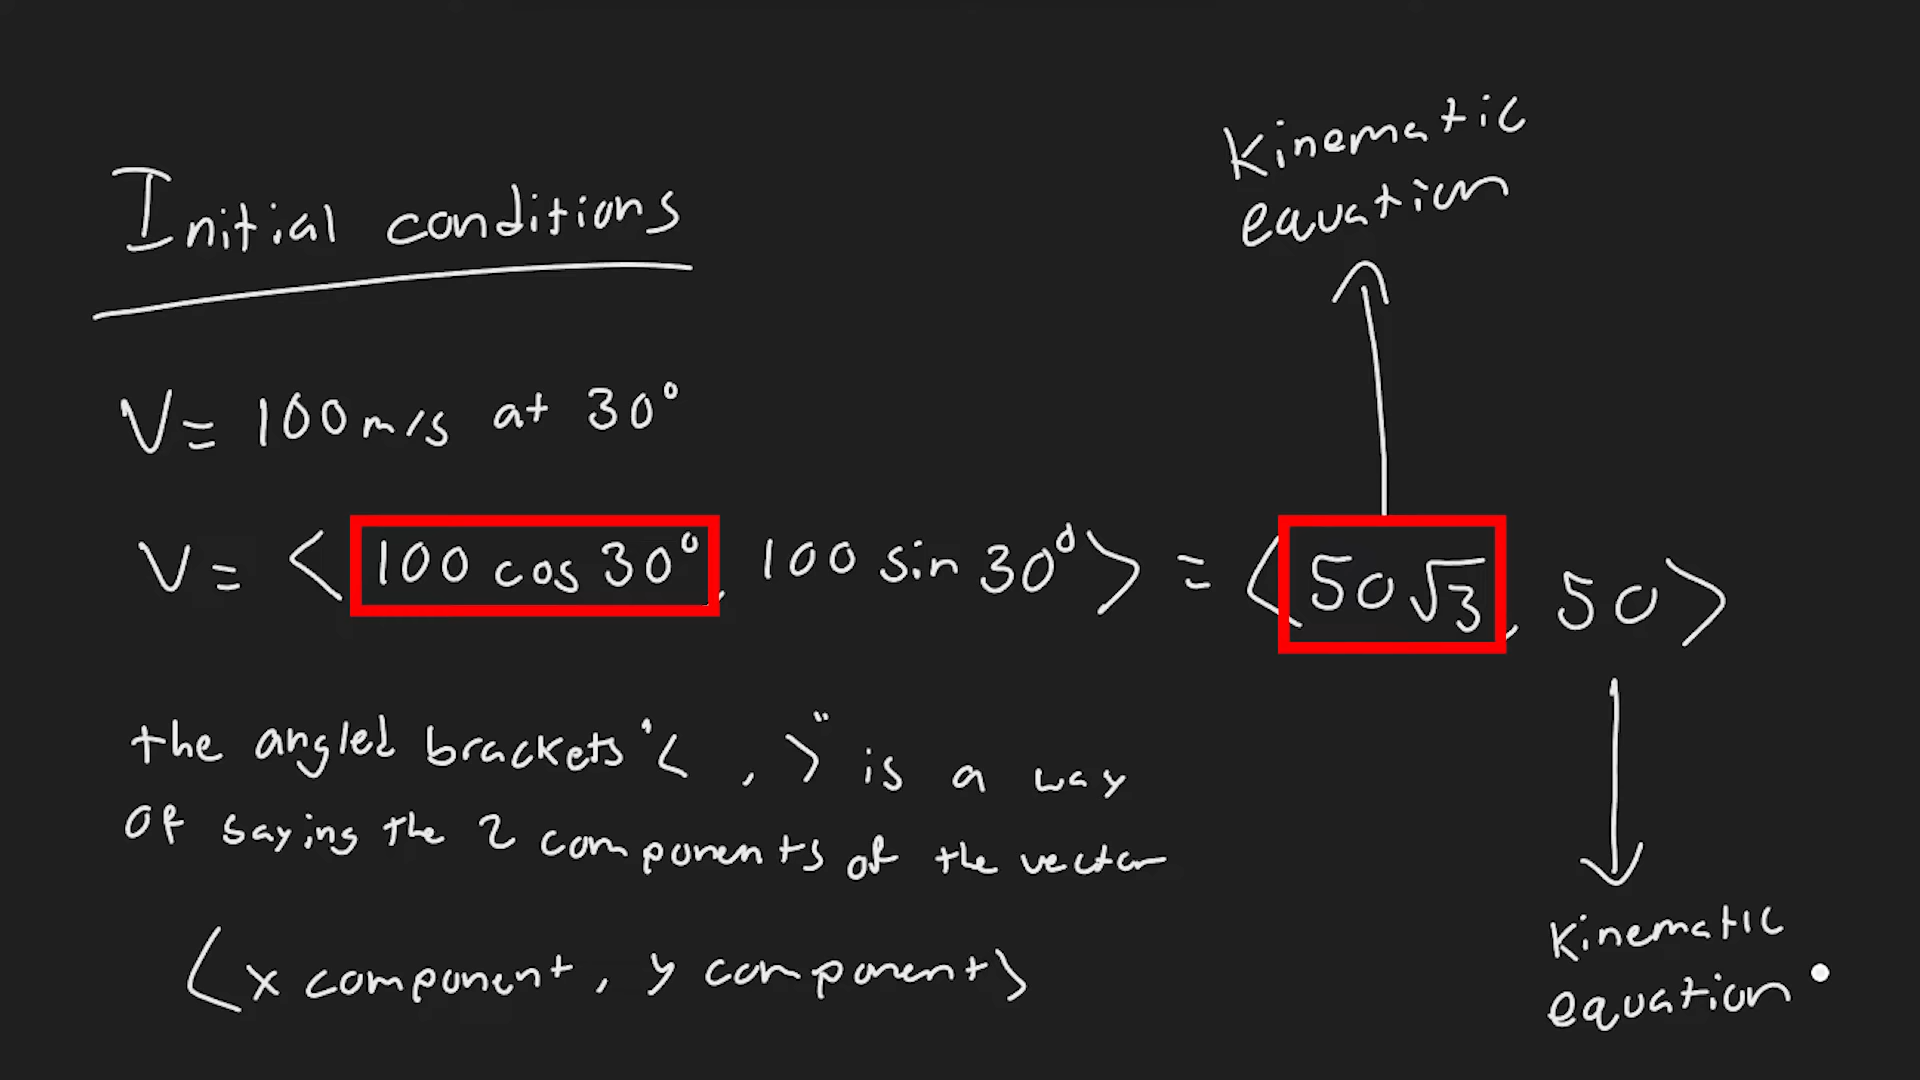 Kinematic
equation
Initial conditions
V = 100 m/s at 30°
V = < 100 cos 30°, 100 sin 30° > = < 50√3, 50 >
the angled brackets "< , >" is a way
of saying the 2 components of the vector
< x component, y component >
Kinematic
equation